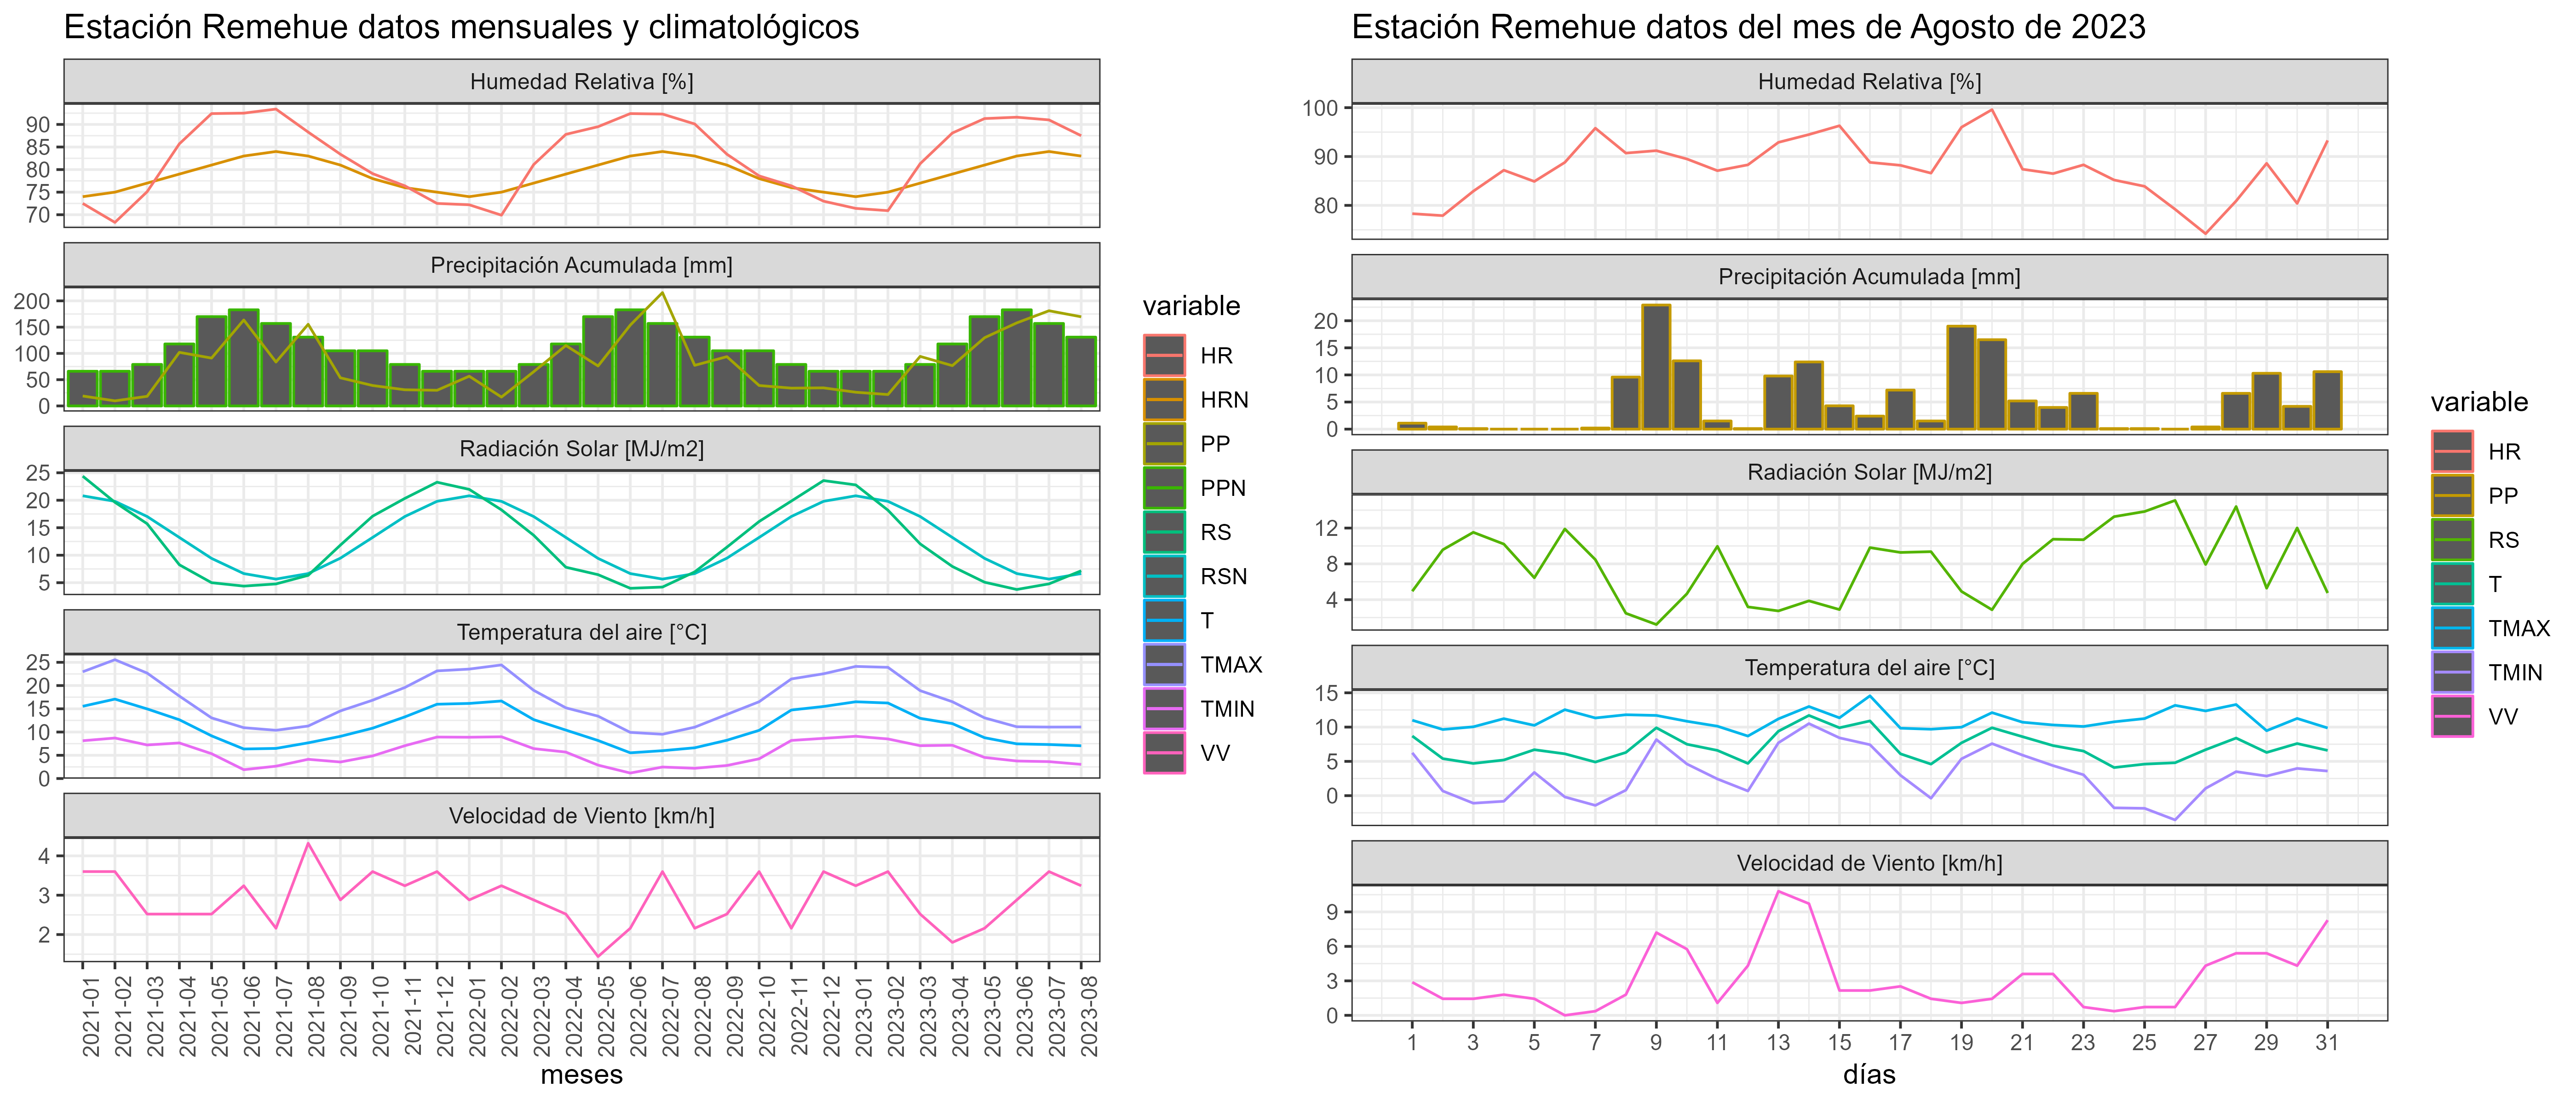 Estación Remehue datos mensuales y climatológicos
Humedad Relativa [%]
90
85
80
75
70
Precipitación Acumulada [mm]
200
150
100
50
0
Radiación Solar [MJ/m2]
25
20
15
10
5
Temperatura del aire [°C]
25
20
15
10
5
0
Velocidad de Viento [km/h]
4
3
2
2021-01
2021-02
2021-03
2021-04
2021-05
2021-06
2021-07
2021-08
2021-09
2021-10
2021-11
2021-12
2022-01
2022-02
2022-03
2022-04
2022-05
2022-06
2022-07
2022-08
2022-09
2022-10
2022-11
2022-12
2023-01
2023-02
2023-03
2023-04
2023-05
2023-06
2023-07
2023-08
meses
variable
HR
HRN
PP
PPN
RS
RSN
T
TMAX
TMIN
VV
Estación Remehue datos del mes de Agosto de 2023
Humedad Relativa [%]
100
90
80
Precipitación Acumulada [mm]
20
15
10
5
0
Radiación Solar [MJ/m2]
12
8
4
Temperatura del aire [°C]
15
10
5
0
Velocidad de Viento [km/h]
9
6
3
0
1 3 5 7 9 11 13 15 17 19 21 23 25 27 29 31
días
variable
HR
PP
RS
T
TMAX
TMIN
VV